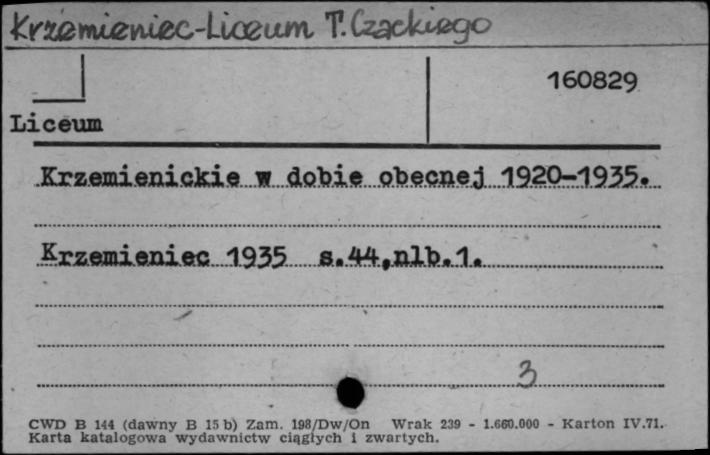 Krzemieniec-Liceum T. Czackiego
160829
Liceum
Krzemienickie w dobie obecnej 1920-1935.
Krzemieniec 1935 s.44,nlb.1.
3
CWD B 144 (dawny B 15 b) Zam. 198/Dw/On Wrak 239 - 1.660.000 - Karton IV.71.
Karta katalogowa wydawnictw ciągłych i zwartych.